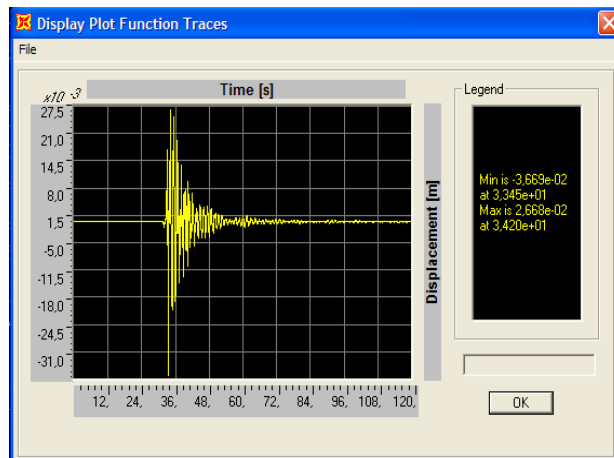 Display Plot Function Traces
File
x10 -3
Time [s]
27,5
21,0
14,5
8,0
1,5
-5,0
-11,5
-18,0
-24,5
-31,0
12, 24, 36, 48, 60, 72, 84, 96, 108, 120,
Displacement [m]
Legend
Min is -3,669e-02
at 3,345e+01
Max is 2,668e-02
at 3,420e+01
OK